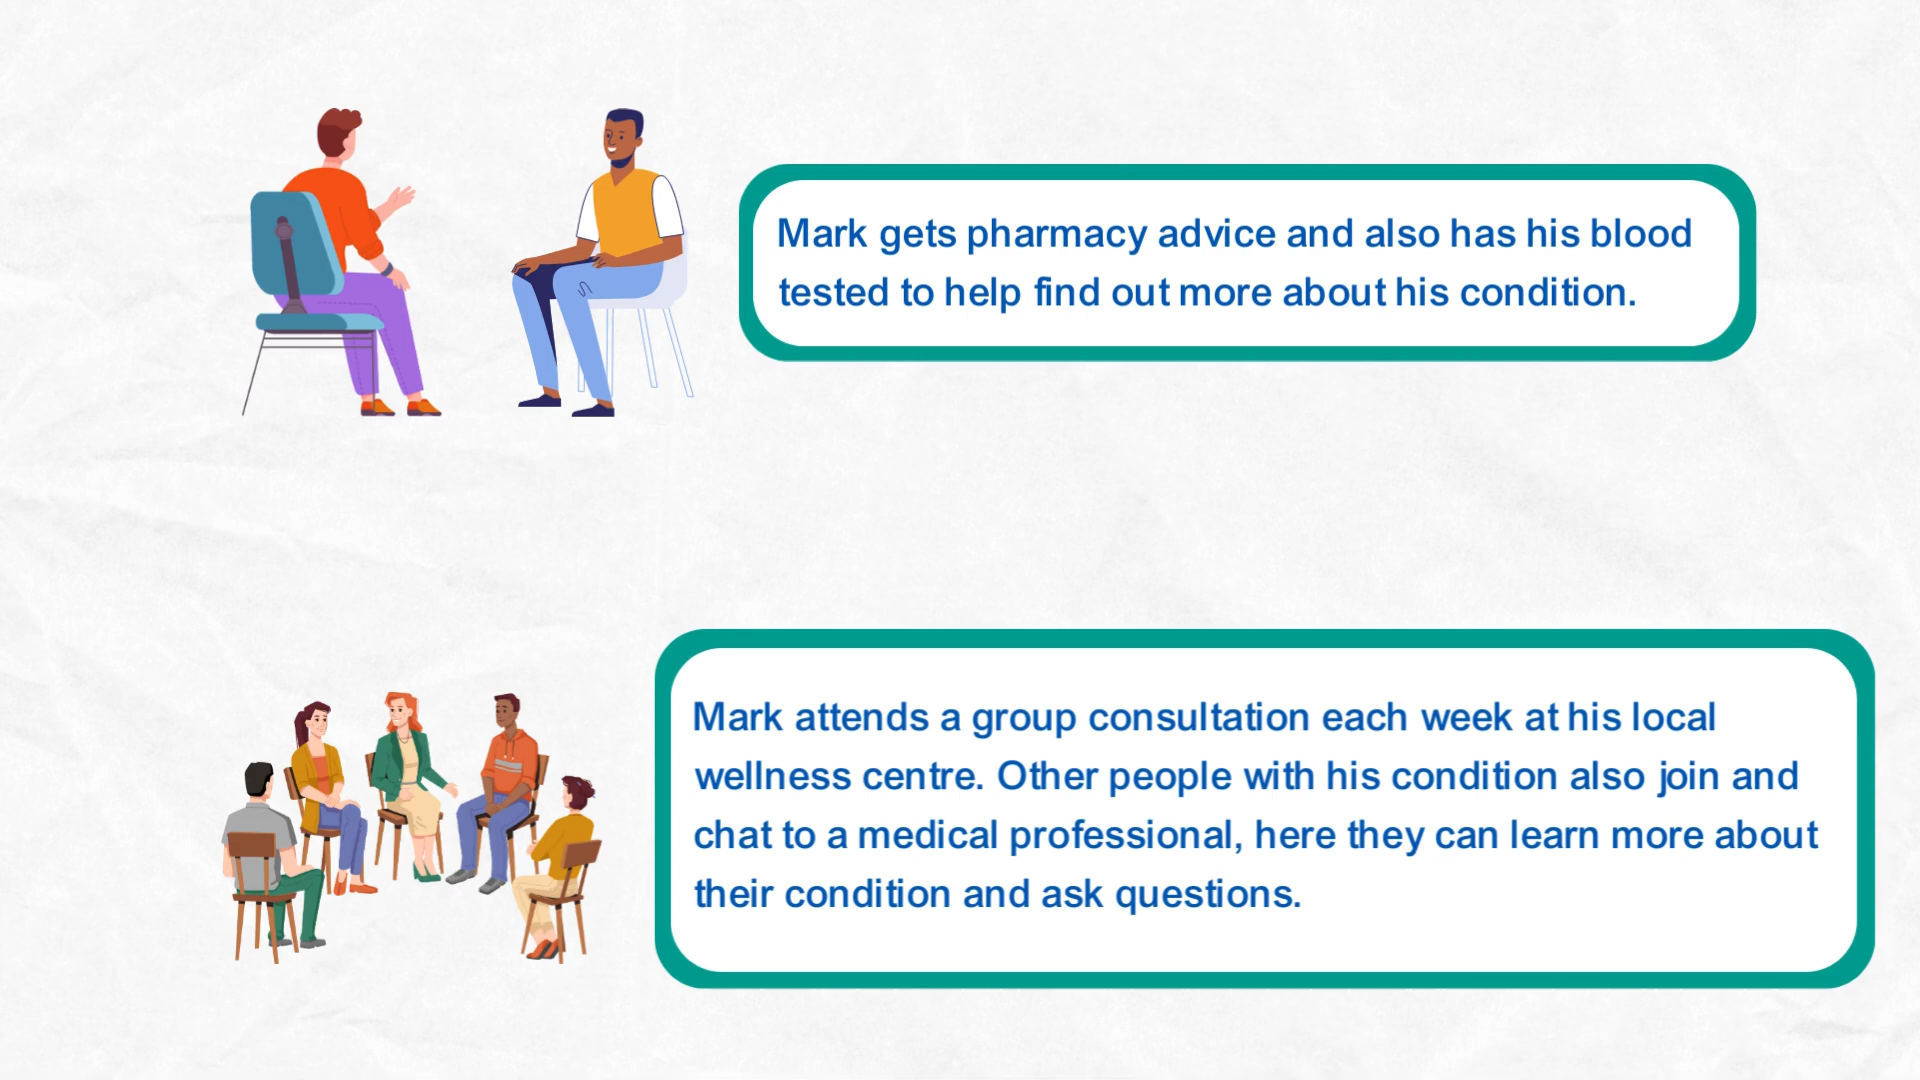 Mark gets pharmacy advice and also has his blood
tested to help find out more about his condition.
Mark attends a group consultation each week at his local
wellness centre. Other people with his condition also join and
chat to a medical professional, here they can learn more about
their condition and ask questions.